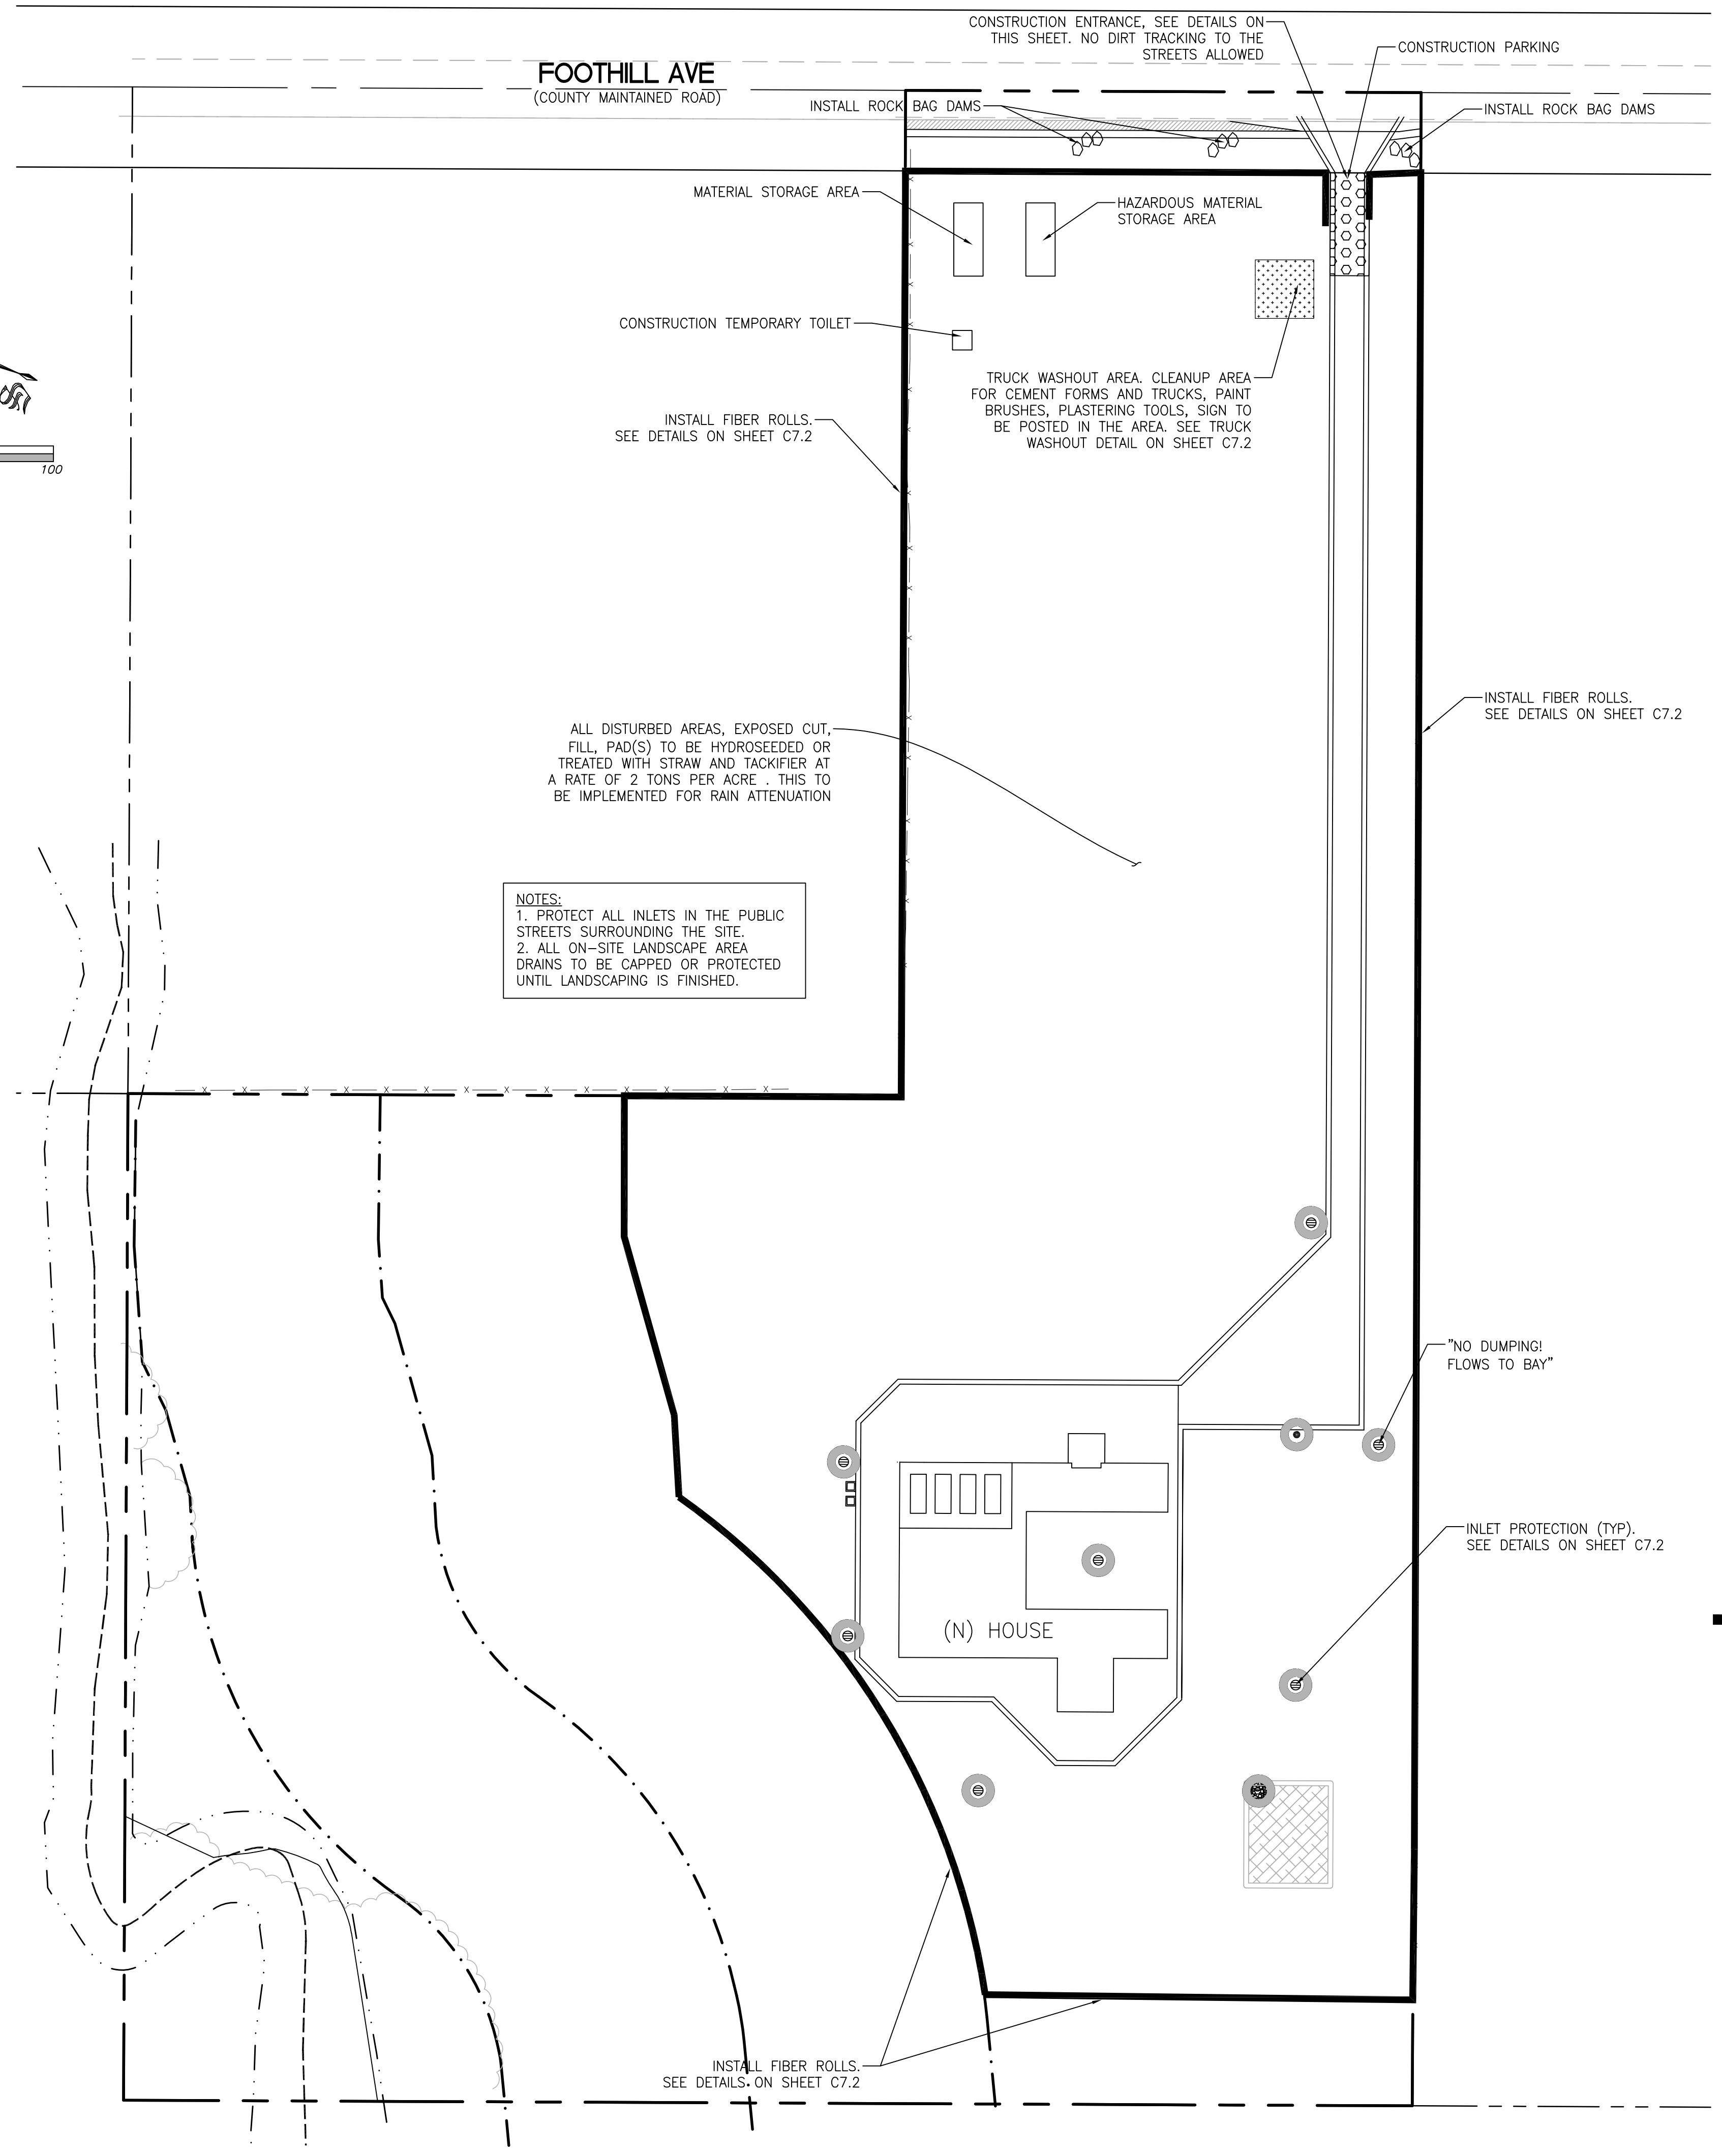 CONSTRUCTION ENTRANCE, SEE DETAILS ON
THIS SHEET. NO DIRT TRACKING TO THE
STREETS ALLOWED
CONSTRUCTION PARKING
FOOTHILL AVE
(COUNTY MAINTAINED ROAD)
INSTALL ROCK BAG DAMS
INSTALL ROCK BAG DAMS
MATERIAL STORAGE AREA
HAZARDOUS MATERIAL
STORAGE AREA
CONSTRUCTION TEMPORARY TOILET
TRUCK WASHOUT AREA. CLEANUP AREA
FOR CEMENT FORMS AND TRUCKS, PAINT
BRUSHES, PLASTERING TOOLS, SIGN TO
BE POSTED IN THE AREA. SEE TRUCK
WASHOUT DETAIL ON SHEET C7.2
INSTALL FIBER ROLLS.
SEE DETAILS ON SHEET C7.2
100
INSTALL FIBER ROLLS.
SEE DETAILS ON SHEET C7.2
ALL DISTURBED AREAS, EXPOSED CUT,
FILL, PAD(S) TO BE HYDROSEEDED OR
TREATED WITH STRAW AND TACKIFIER AT
A RATE OF 2 TONS PER ACRE . THIS TO
BE IMPLEMENTED FOR RAIN ATTENUATION
NOTES:
1. PROTECT ALL INLETS IN THE PUBLIC
STREETS SURROUNDING THE SITE.
2. ALL ON-SITE LANDSCAPE AREA
DRAINS TO BE CAPPED OR PROTECTED
UNTIL LANDSCAPING IS FINISHED.
"NO DUMPING!
FLOWS TO BAY"
INLET PROTECTION (TYP).
SEE DETAILS ON SHEET C7.2
(N) HOUSE
INSTALL FIBER ROLLS.
SEE DETAILS ON SHEET C7.2